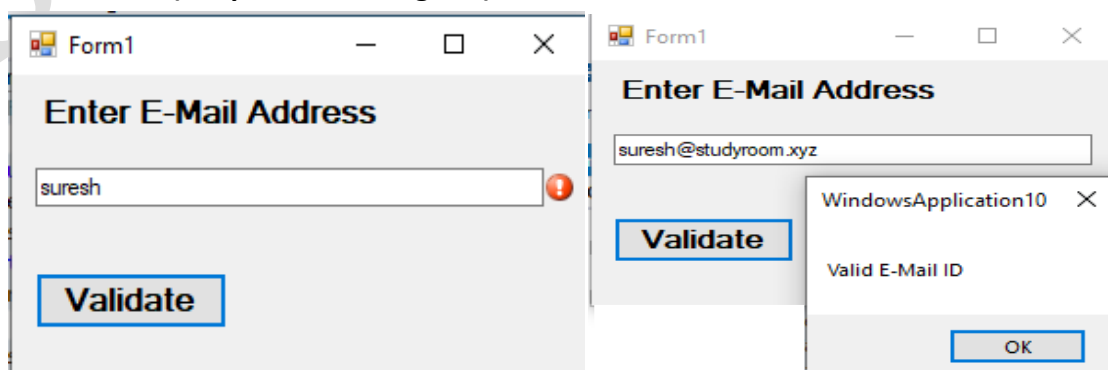 Form1
Enter E-Mail Address
suresh
Validate
Form1
Enter E-Mail Address
suresh@studyroom.xyz
Validate
WindowsApplication10
Valid E-Mail ID
OK